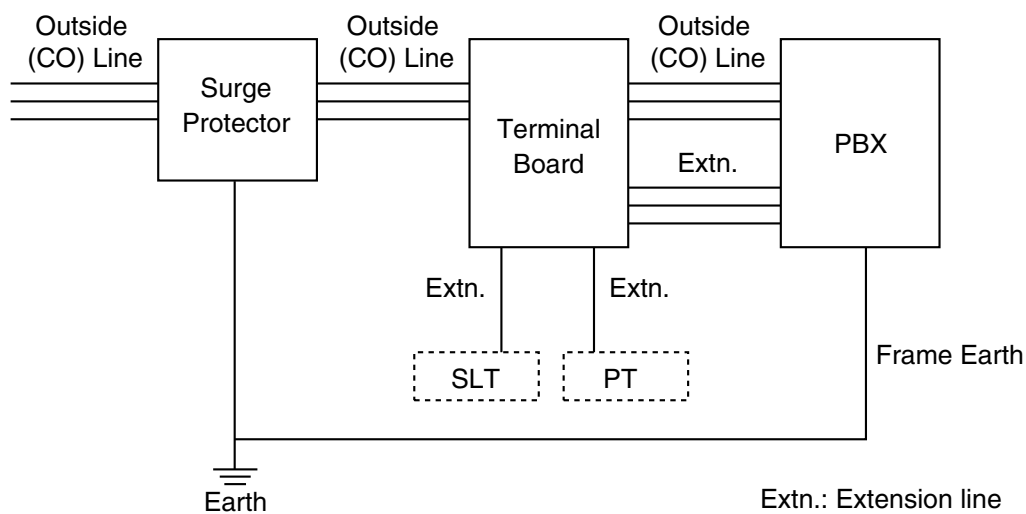 Outside
(CO) Line
Outside
(CO) Line
Outside
(CO) Line
Surge
Protector
Terminal
Board
PBX
Extn.
Extn.
Extn.
SLT
PT
Frame Earth
Earth
Extn.: Extension line